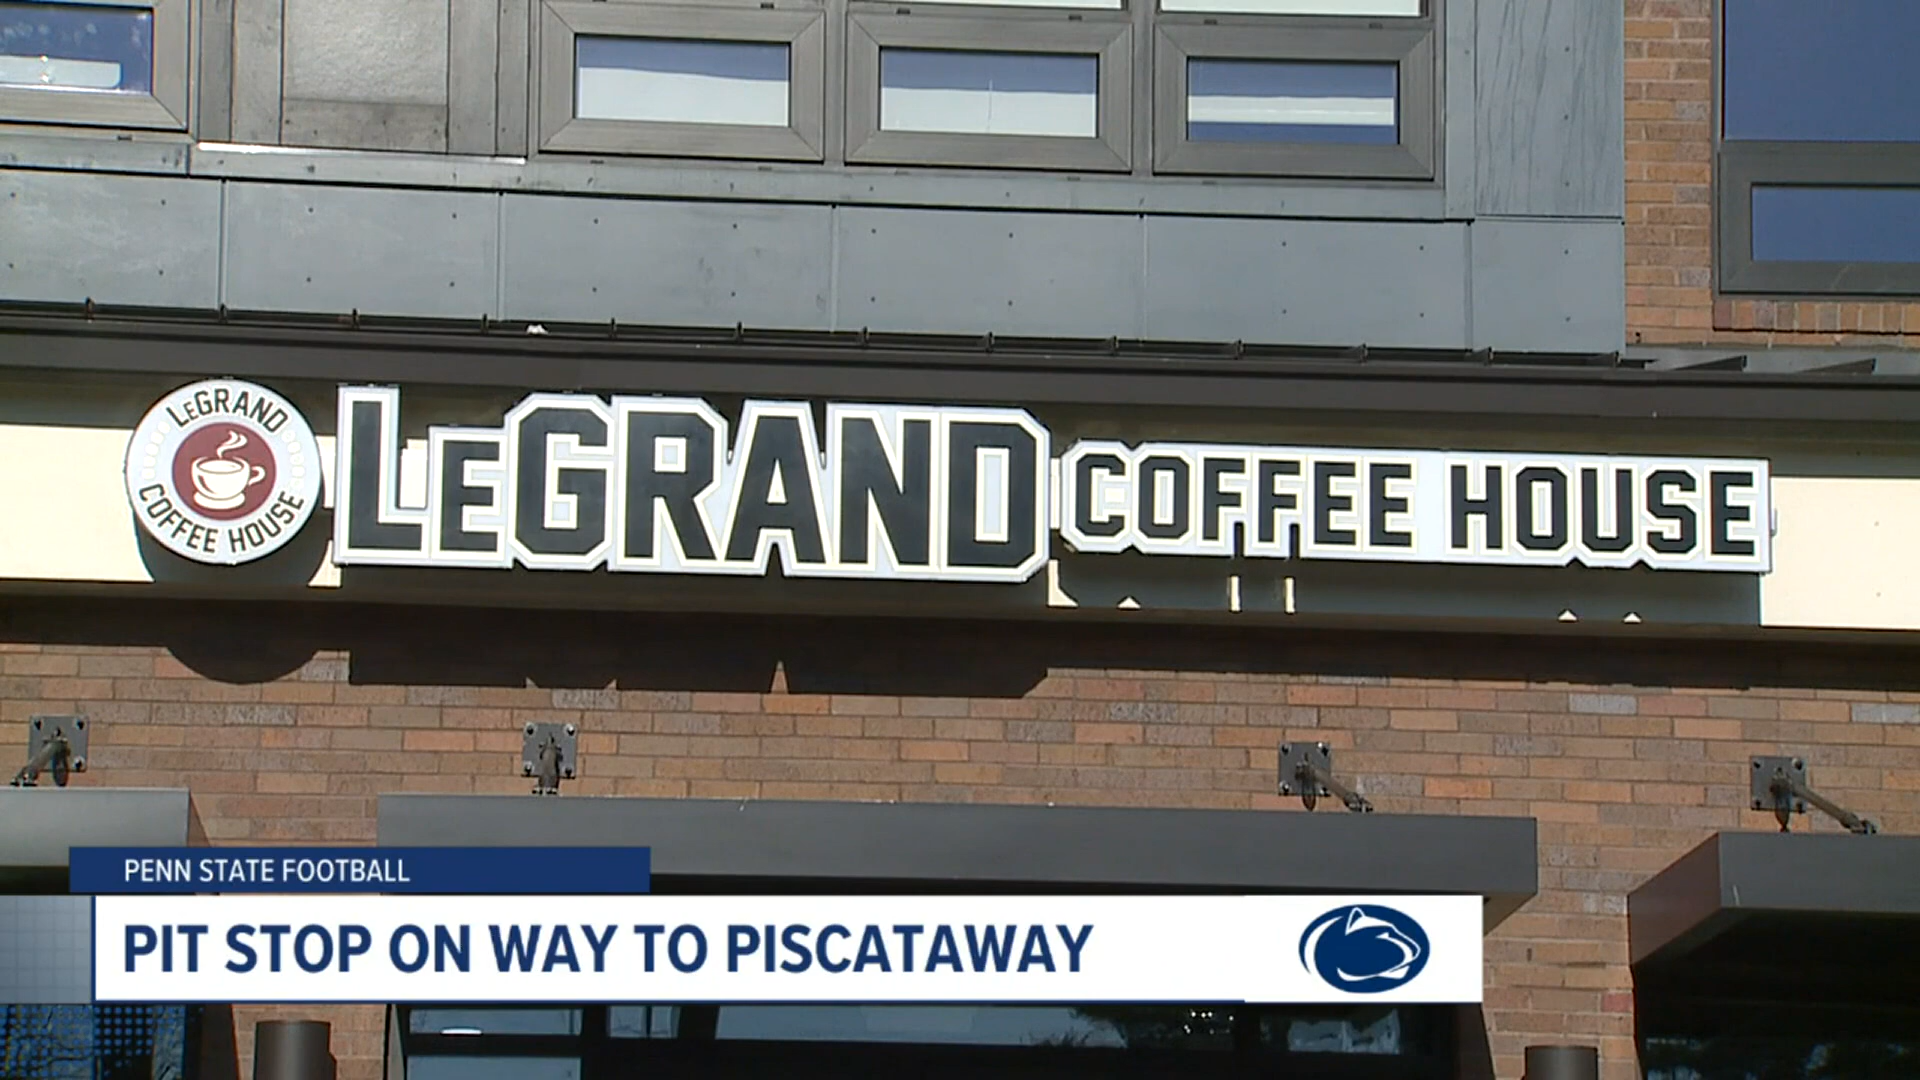 LEGRAND
COFFEE HOUSE
LEGRAND COFFEE HOUSE
PENN STATE FOOTBALL
PIT STOP ON WAY TO PISCATAWAY